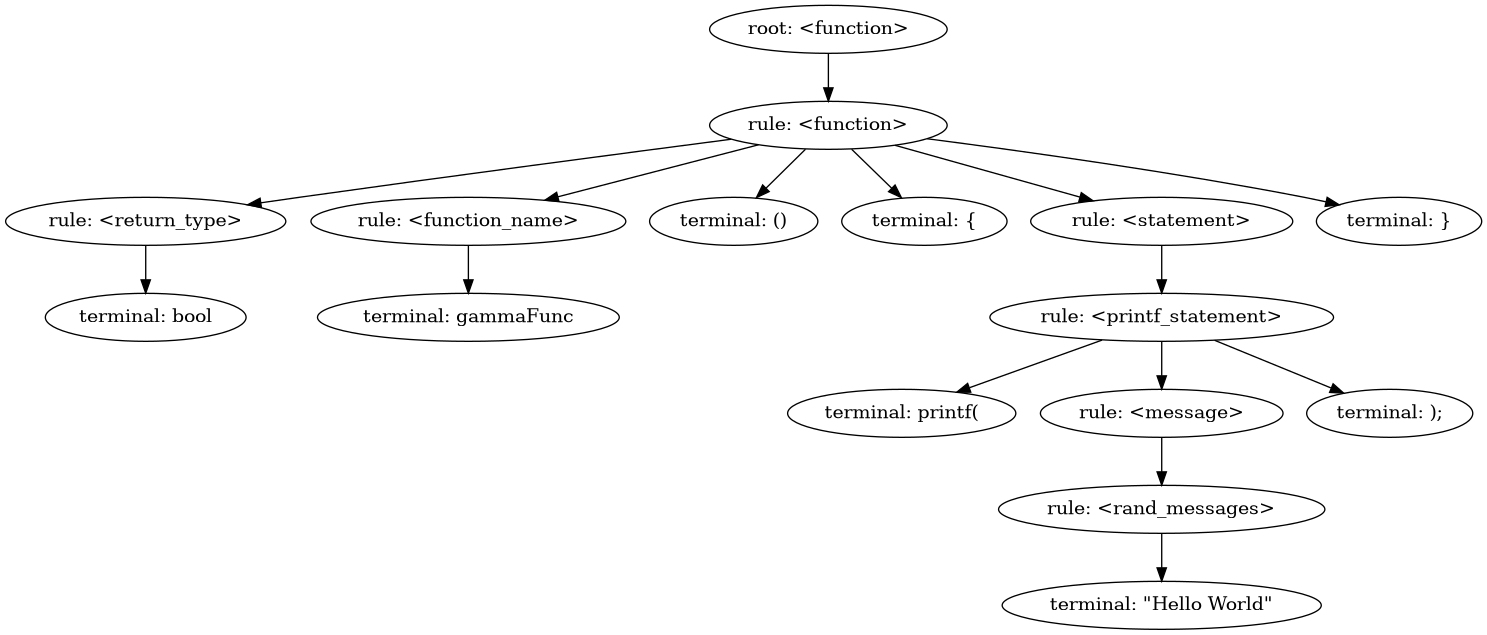 root: <function>
rule: <function>
rule: <return_type>
rule: <function_name>
terminal: ()
terminal: {
rule: <statement>
terminal: }
terminal: bool
terminal: gammaFunc
rule: <printf_statement>
terminal: printf(
rule: <message>
terminal: );
rule: <rand_messages>
terminal: "Hello World"